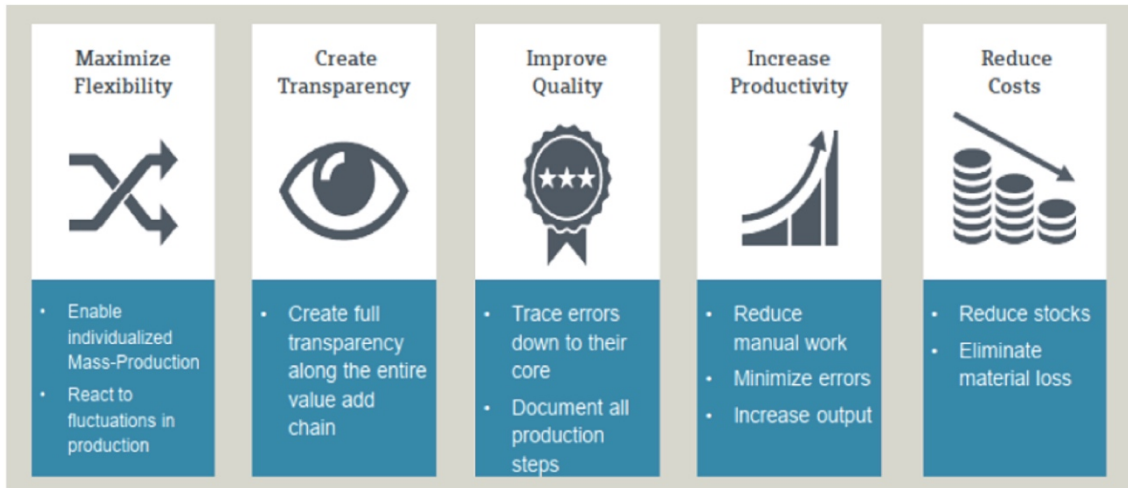 Maximize
Flexibility
• Enable
individualized
Mass-Production
• React to
fluctuations in
production
Create
Transparency
• Create full
transparency
along the entire
value add
chain
Improve
Quality
• Trace errors
down to their
core
• Document all
production
steps
Increase
Productivity
• Reduce
manual work
• Minimize errors
• Increase output
Reduce
Costs
• Reduce stocks
• Eliminate
material loss